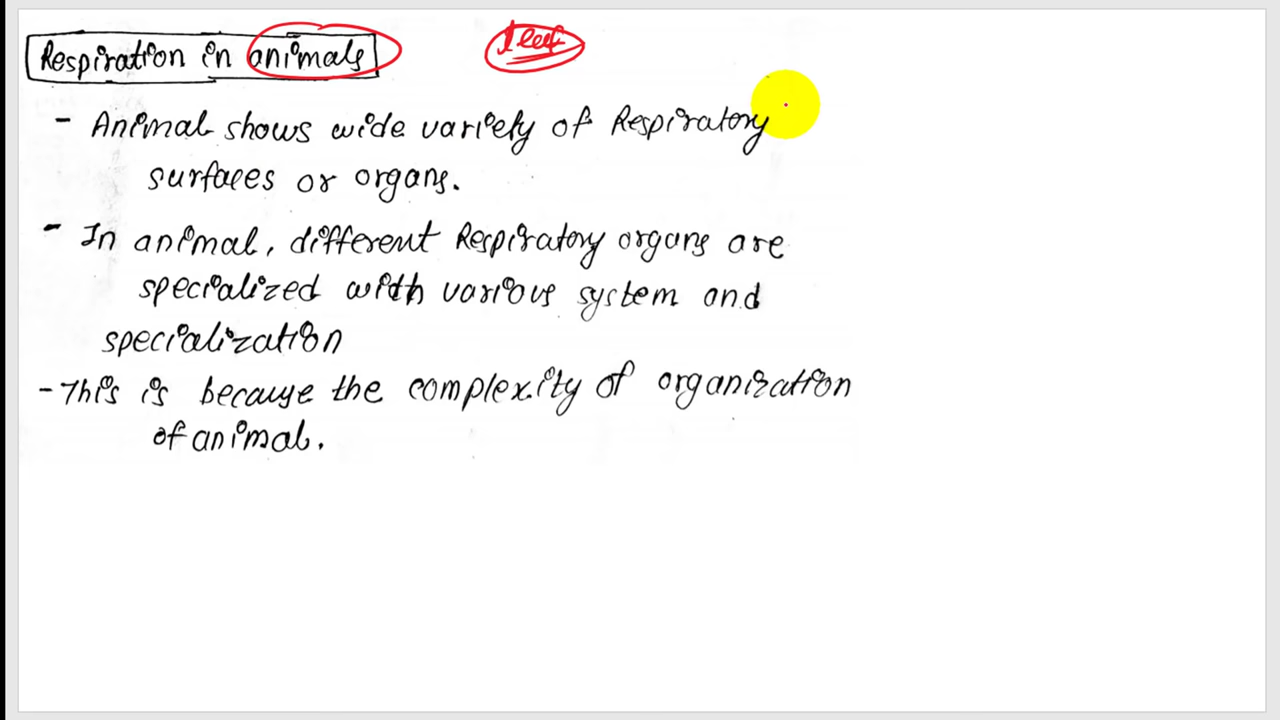 Respiration in animals
- Animal shows wide variety of Respiratory
surfaces or organs.
- In animal, different Respiratory organs are
specialized with various system and
specialization
- This is because the complexity of organization
of animal.